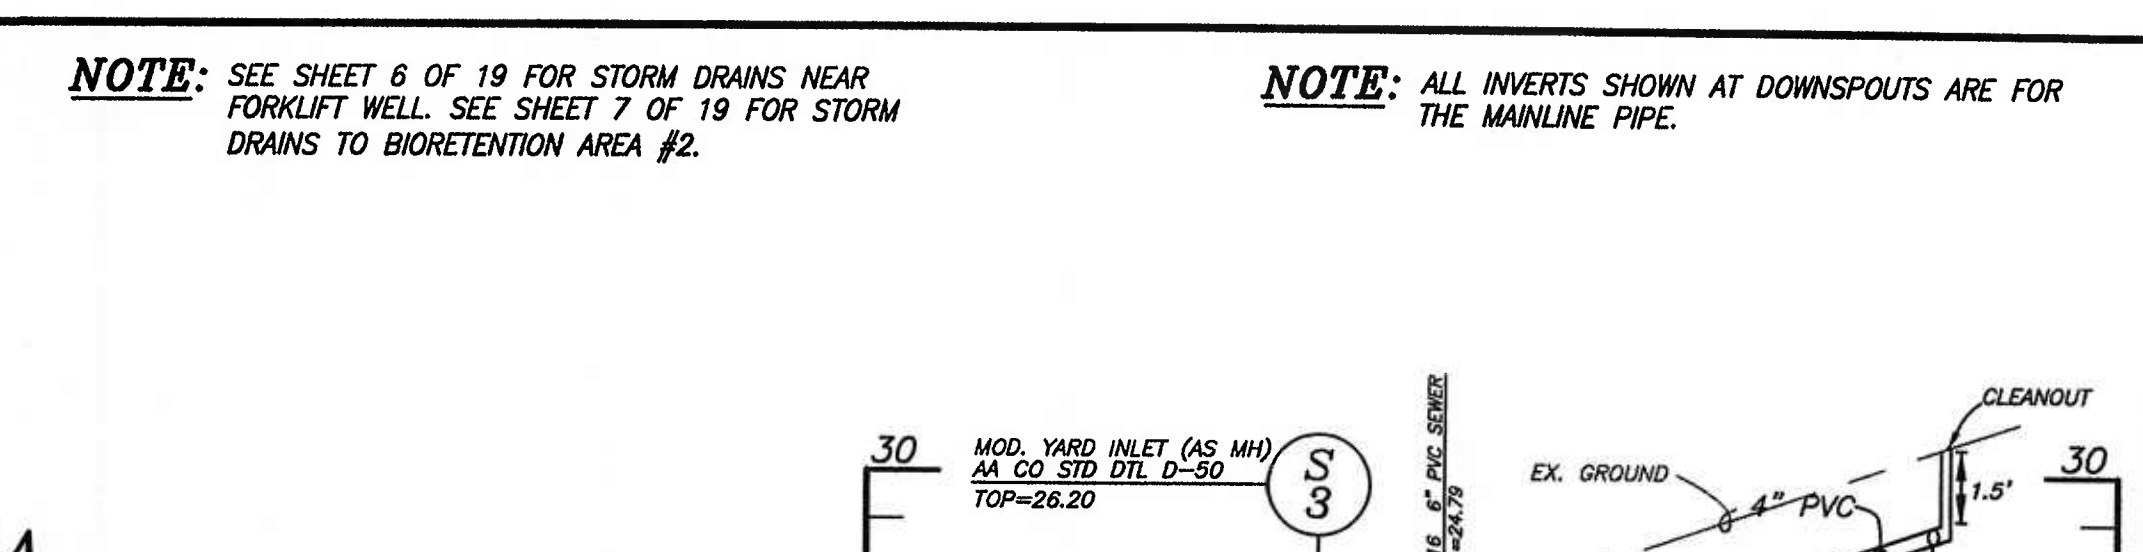 NOTE: SEE SHEET 6 OF 19 FOR STORM DRAINS NEAR
FORKLIFT WELL. SEE SHEET 7 OF 19 FOR STORM
DRAINS TO BIORETENTION AREA #2.
NOTE: ALL INVERTS SHOWN AT DOWNSPOUTS ARE FOR
THE MAINLINE PIPE.
30
MOD. YARD INLET (AS MH)
AA CO STD DTL D-50
TOP=26.20
S
3
6" PVC SEWER
=24.79
CLEANOUT
EX. GROUND
4" PVC
1.5'
30